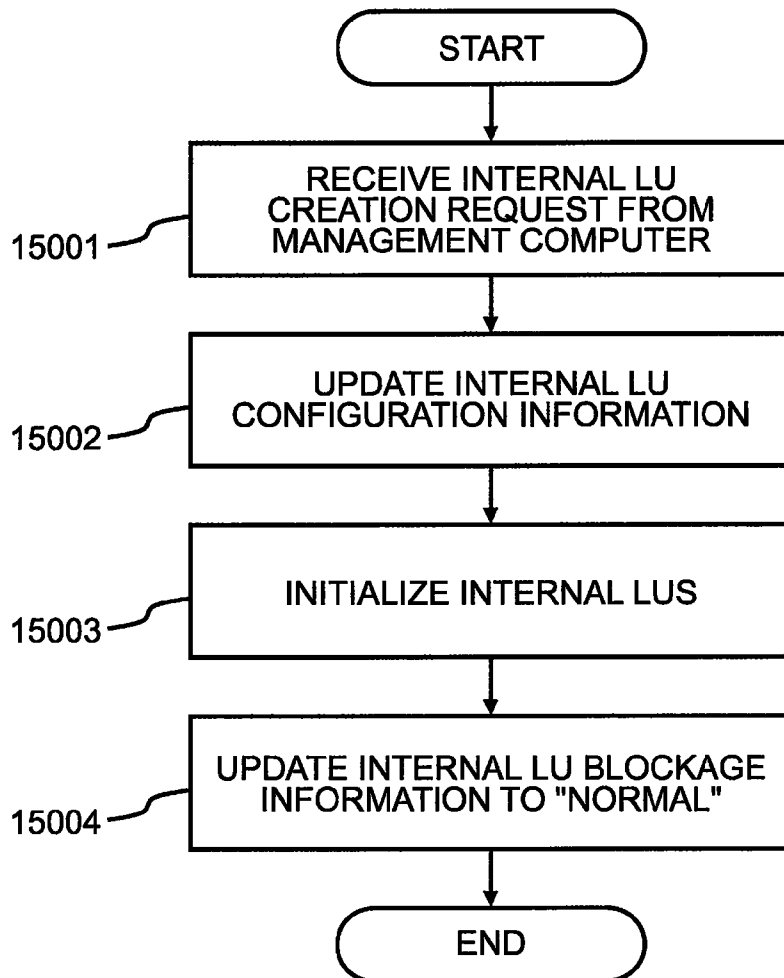 START
RECEIVE INTERNAL LU
CREATION REQUEST FROM
MANAGEMENT COMPUTER
15001
UPDATE INTERNAL LU
CONFIGURATION INFORMATION
15002
INITIALIZE INTERNAL LUS
15003
UPDATE INTERNAL LU BLOCKAGE
INFORMATION TO "NORMAL"
15004
END